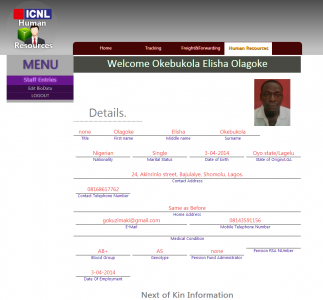 ICNL
Human
Resources
Home Tracking Freight&Forwarding Human Resources
MENU
Staff Entries
Edit BioData
LOGOUT
Welcome Okebukola Elisha Olagoke
Details.
none Olagoke Elisha Okebukola
Title First name Middle name Surname
Nigerian Single 3-04-2014 Oyo state/Lagelu
Nationality Marital Status Date of Birth State of Origin/LGA
24, Akinrinlo street, Bajulaiye, Shomolu, Lagos.
Contact Address
08168617762
Contact Telephone Number
Same as Before
Home Address
gokuzimaki@gmail.com 08143591156
E-Mail Mobile Telephone Number
Medical Condition
AB+ AS none
Blood Group Genotype Pension Fund Administrator Pension RSA Number
3-04-2014
Date Of Employment
Next of Kin Information